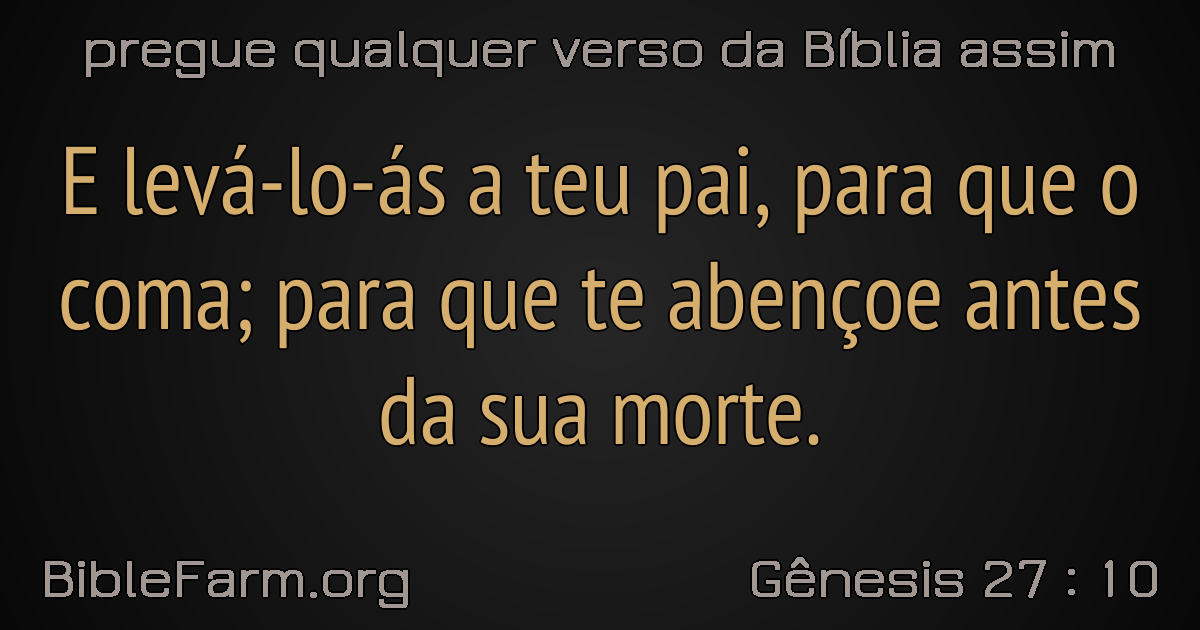 pregue qualquer verso da Bíblia assim
E levá-lo-ás a teu pai, para que o
coma; para que te abençoe antes
da sua morte.
BibleFarm.org
Gênesis 27 : 10